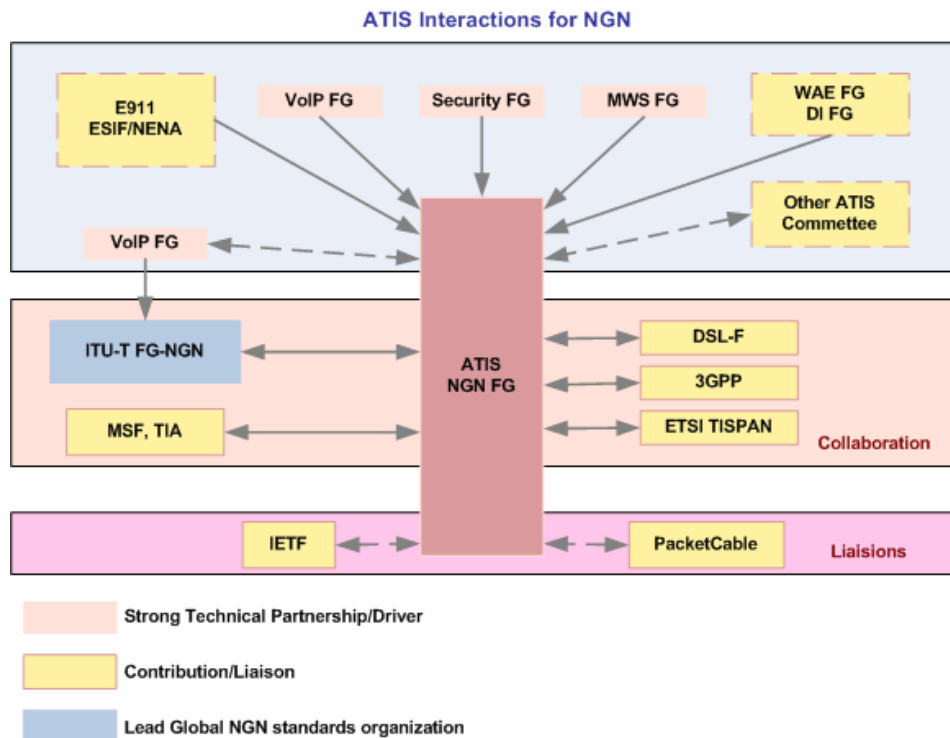 ATIS Interactions for NGN
E911
ESIF/NENA
VoIP FG
Security FG
MWS FG
WAE FG
DI FG
Other ATIS
Commettee
VoIP FG
ITU-T FG-NGN
ATIS
NGN FG
DSL-F
3GPP
MSF, TIA
ETSI TISPAN
Collaboration
IETF
PacketCable
Liaisions
Strong Technical Partnership/Driver
Contribution/Liaison
Lead Global NGN standards organization